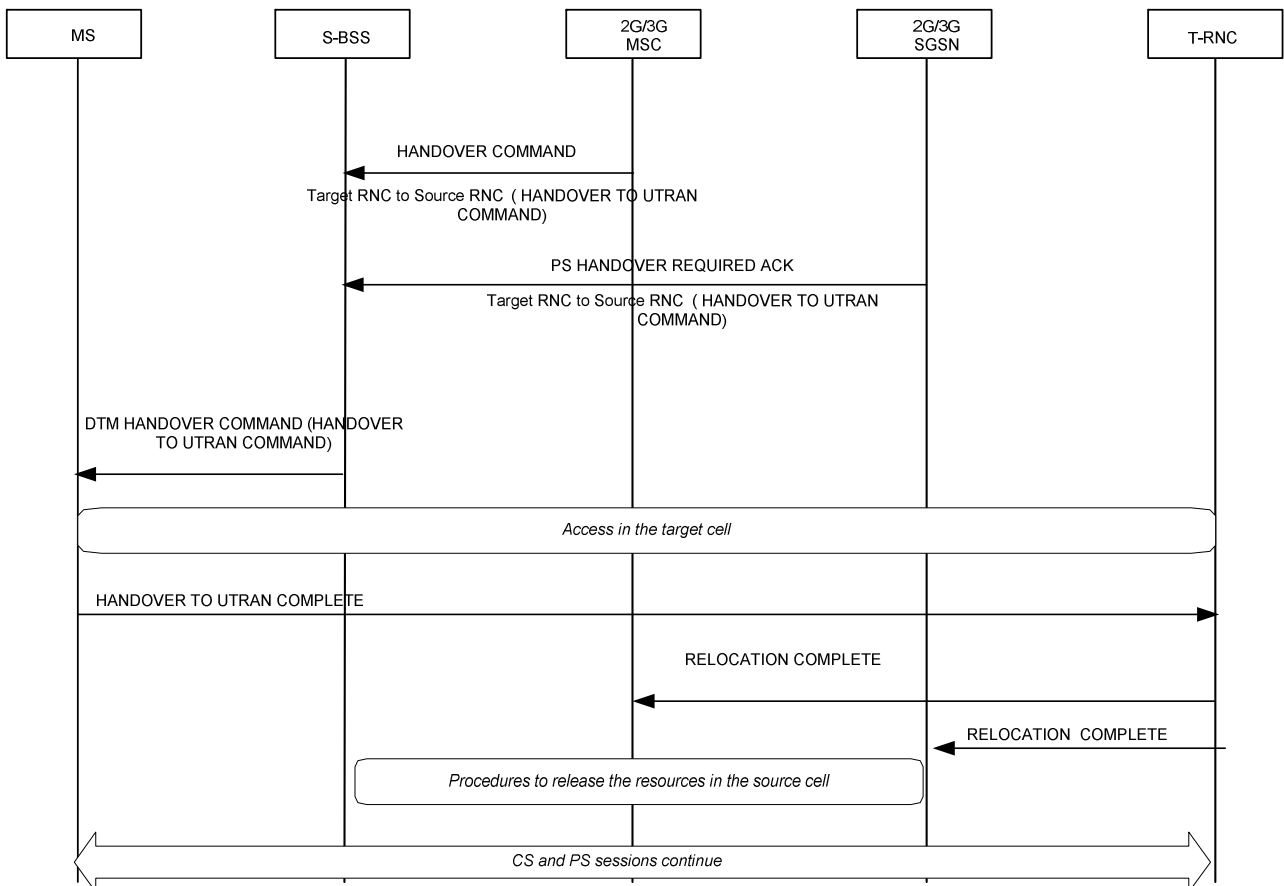 MS
S-BSS
2G/3G
MSC
2G/3G
SGSN
T-RNC
HANDOVER COMMAND
Target RNC to Source RNC ( HANDOVER TO UTRAN
COMMAND)
PS HANDOVER REQUIRED ACK
Target RNC to Source RNC ( HANDOVER TO UTRAN
COMMAND)
DTM HANDOVER COMMAND (HANDOVER
TO UTRAN COMMAND)
Access in the target cell
HANDOVER TO UTRAN COMPLETE
RELOCATION COMPLETE
RELOCATION COMPLETE
Procedures to release the resources in the source cell
CS and PS sessions continue